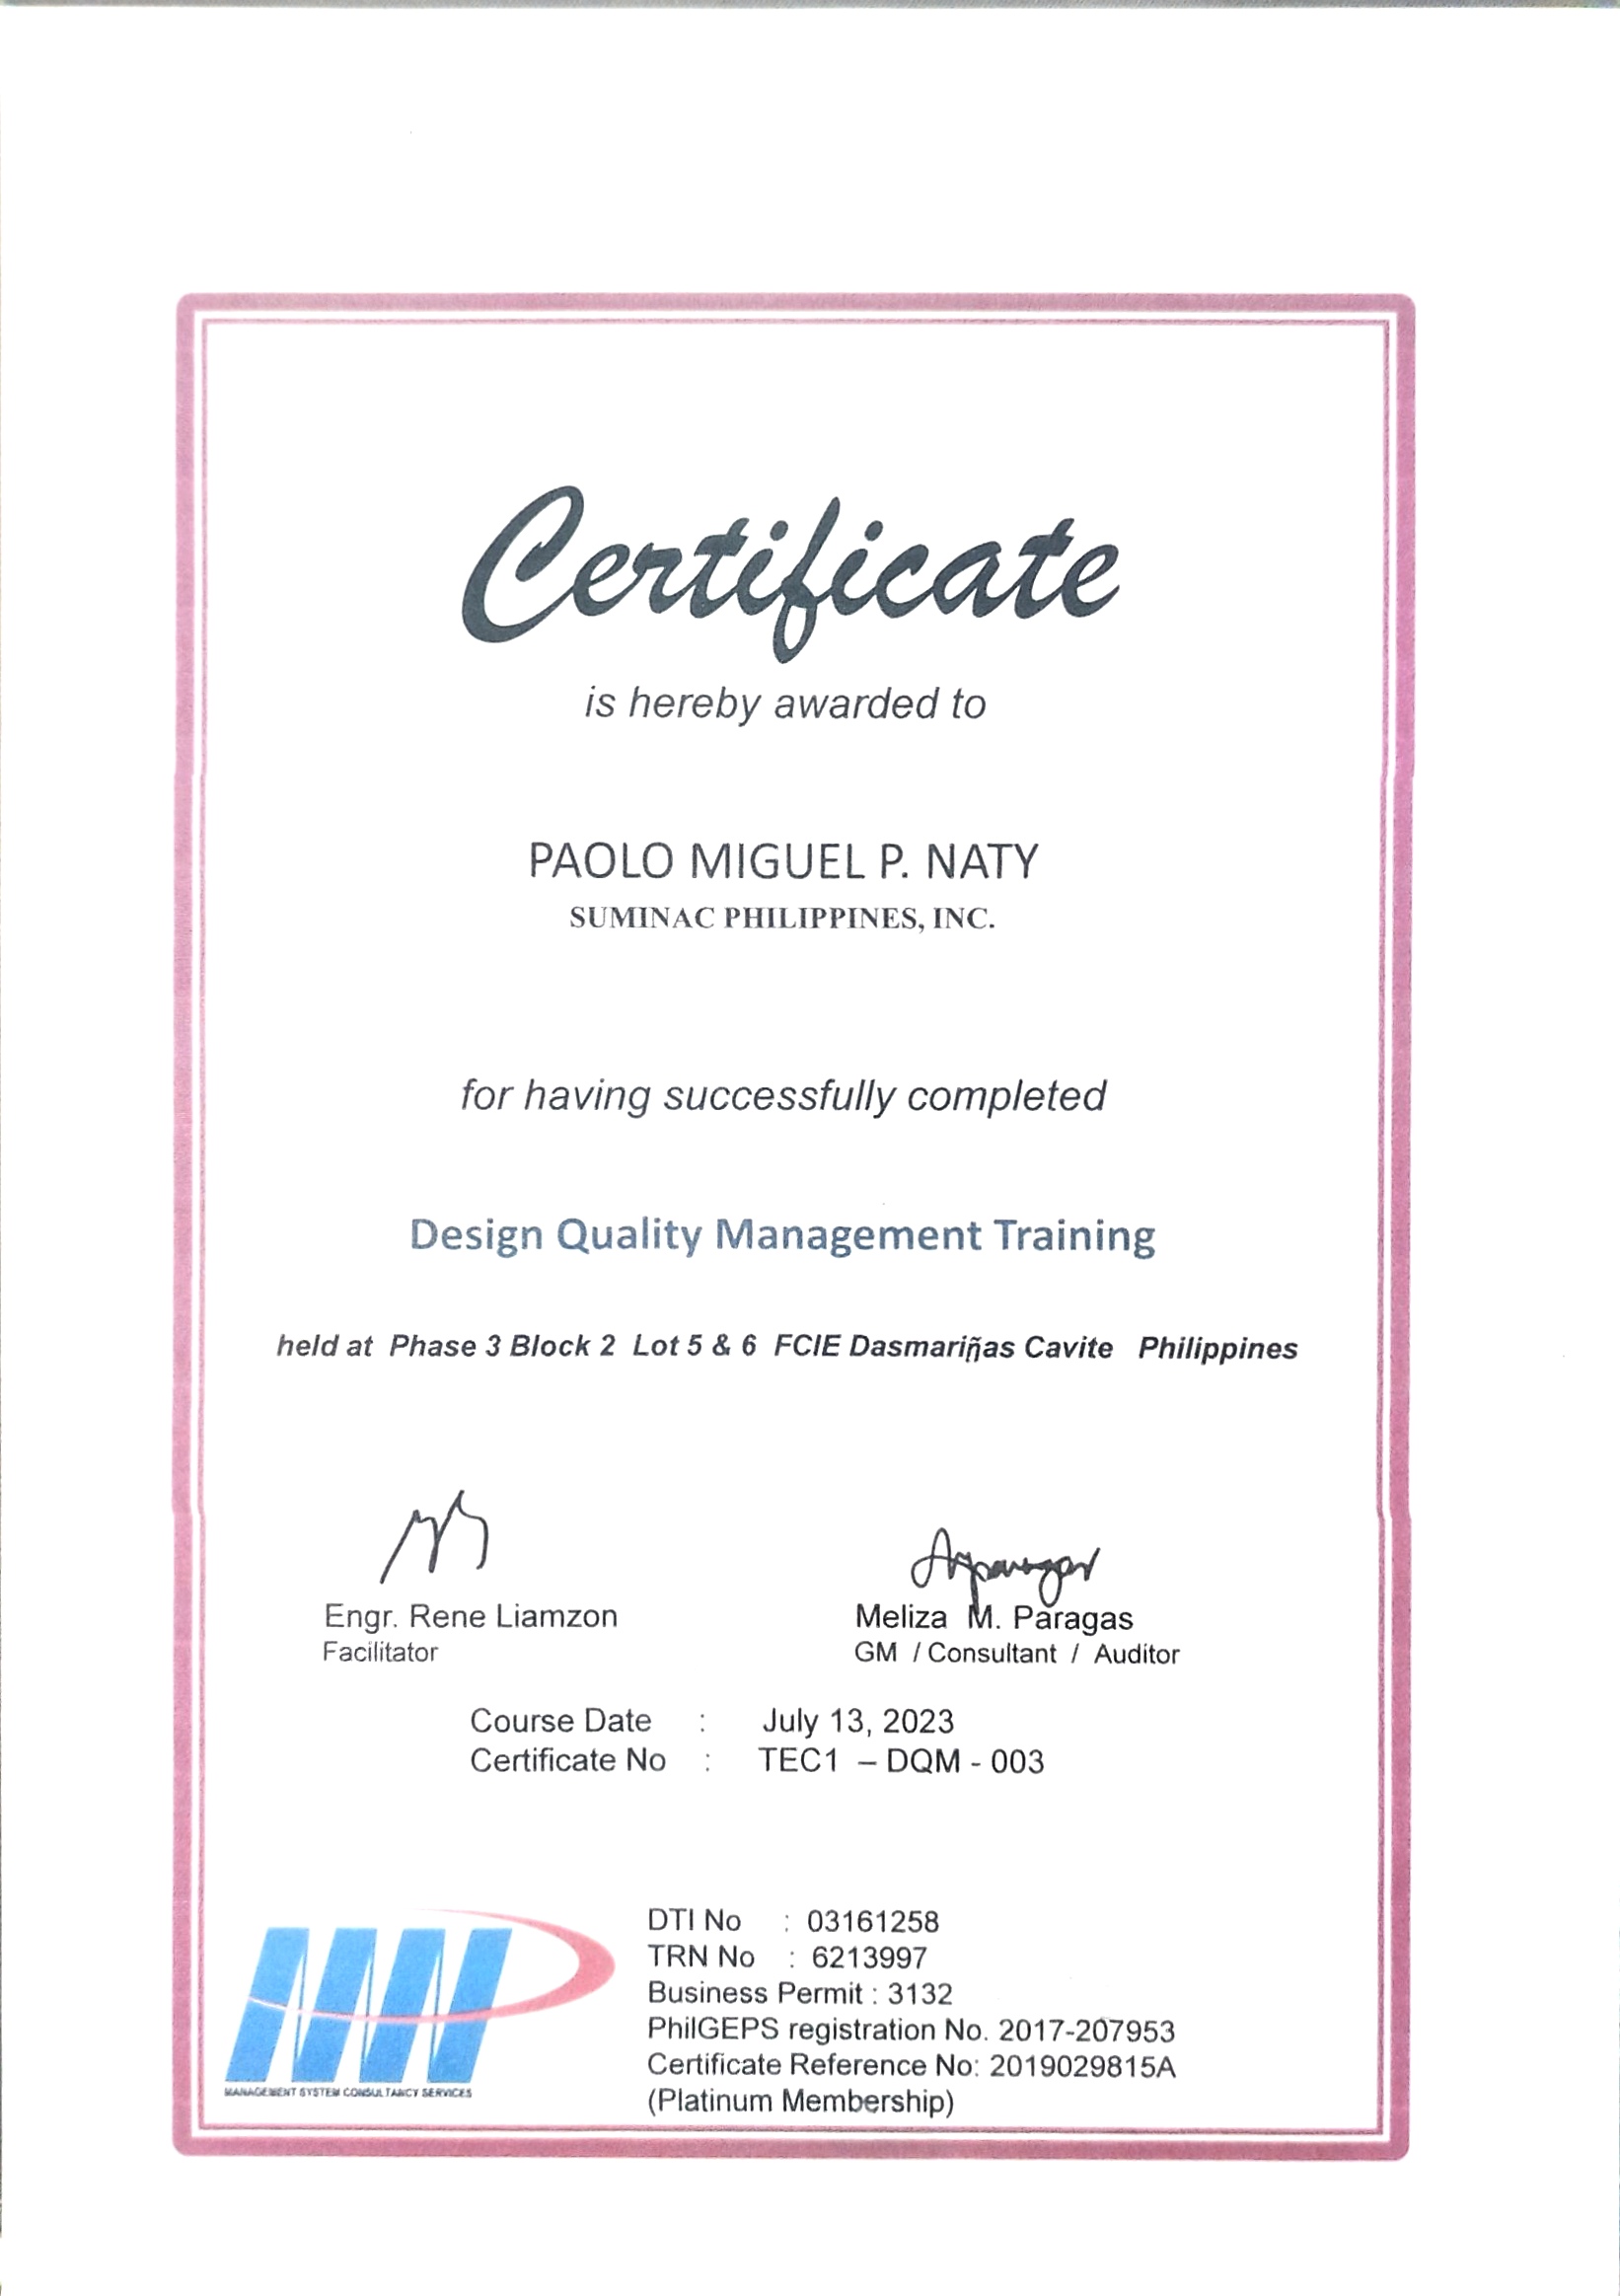 Certificate
is hereby awarded to
PAOLO MIGUEL P. NATY
SUMINAC PHILIPPINES, INC.
for having successfully completed
Design Quality Management Training
held at Phase 3 Block 2 Lot 5 & 6 FCIE Dasmariñas Cavite Philippines
Engr. Rene Liamzon
Facilitator
Meliza M. Paragas
GM / Consultant / Auditor
Course Date : July 13, 2023
Certificate No : TEC1 – DQM - 003
MANAGEMENT SYSTEM CONSULTANCY SERVICES
DTI No : 03161258
TRN No : 6213997
Business Permit : 3132
PhilGEPS registration No. 2017-207953
Certificate Reference No: 2019029815A
(Platinum Membership)